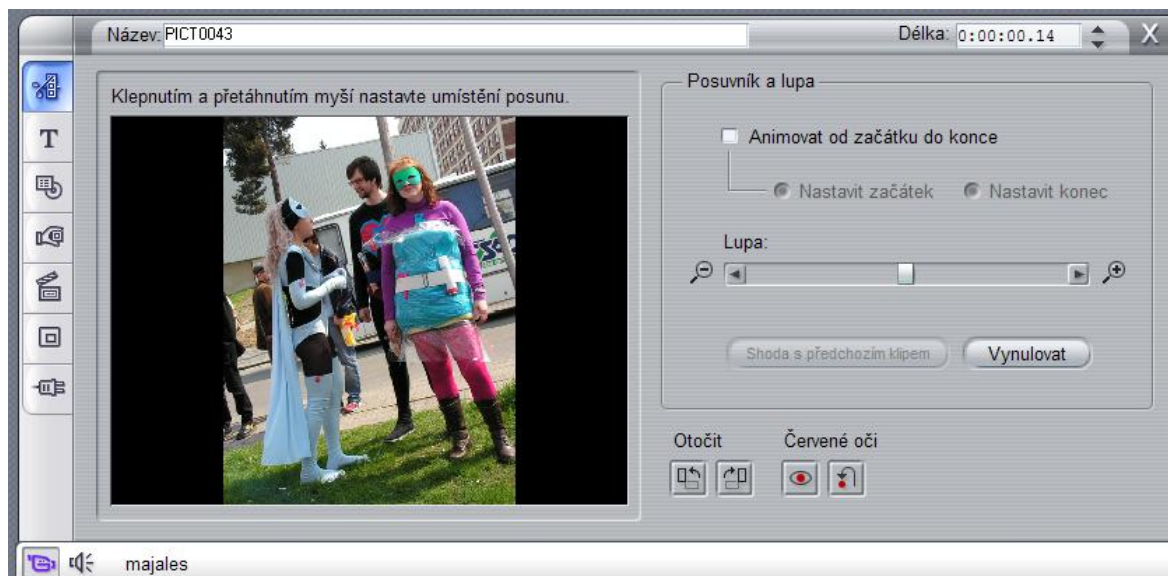 Název: PICT0043
Délka: 0:00:00.14
X
Klepnutím a přetáhnutím myší nastavte umístění posunu.
Posuvník a lupa
Animovat od začátku do konce
Nastavit začátek
Nastavit konec
Lupa:
Shoda s předchozím klipem
Vynulovat
Otočit
Červené oči
T
majales